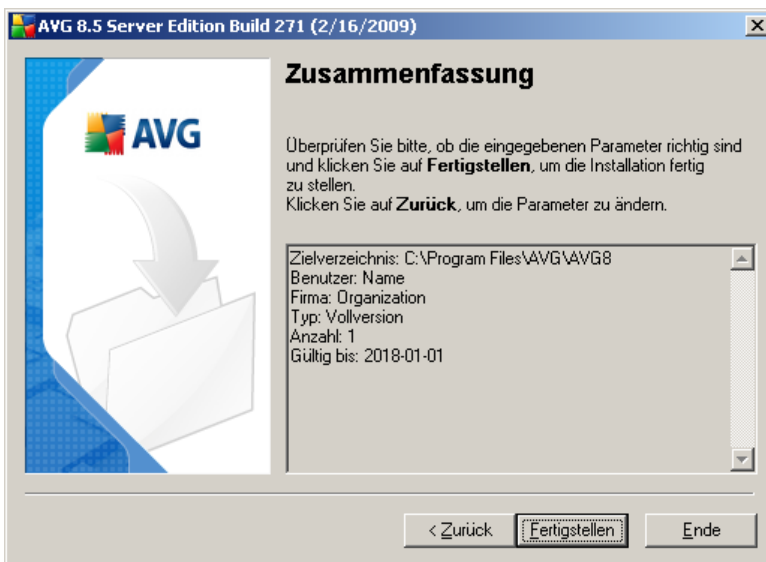 AVG 8.5 Server Edition Build 271 (2/16/2009)
AVG
Zusammenfassung
Überprüfen Sie bitte, ob die eingegebenen Parameter richtig sind
und klicken Sie auf Fertigstellen, um die Installation fertig
zu stellen.
Klicken Sie auf Zurück, um die Parameter zu ändern.
Zielverzeichnis: C:\Program Files\AVG\AVG8
Benutzer: Name
Firma: Organization
Typ: Vollversion
Anzahl: 1
Gültig bis: 2018-01-01
< Zurück
Fertigstellen
Ende